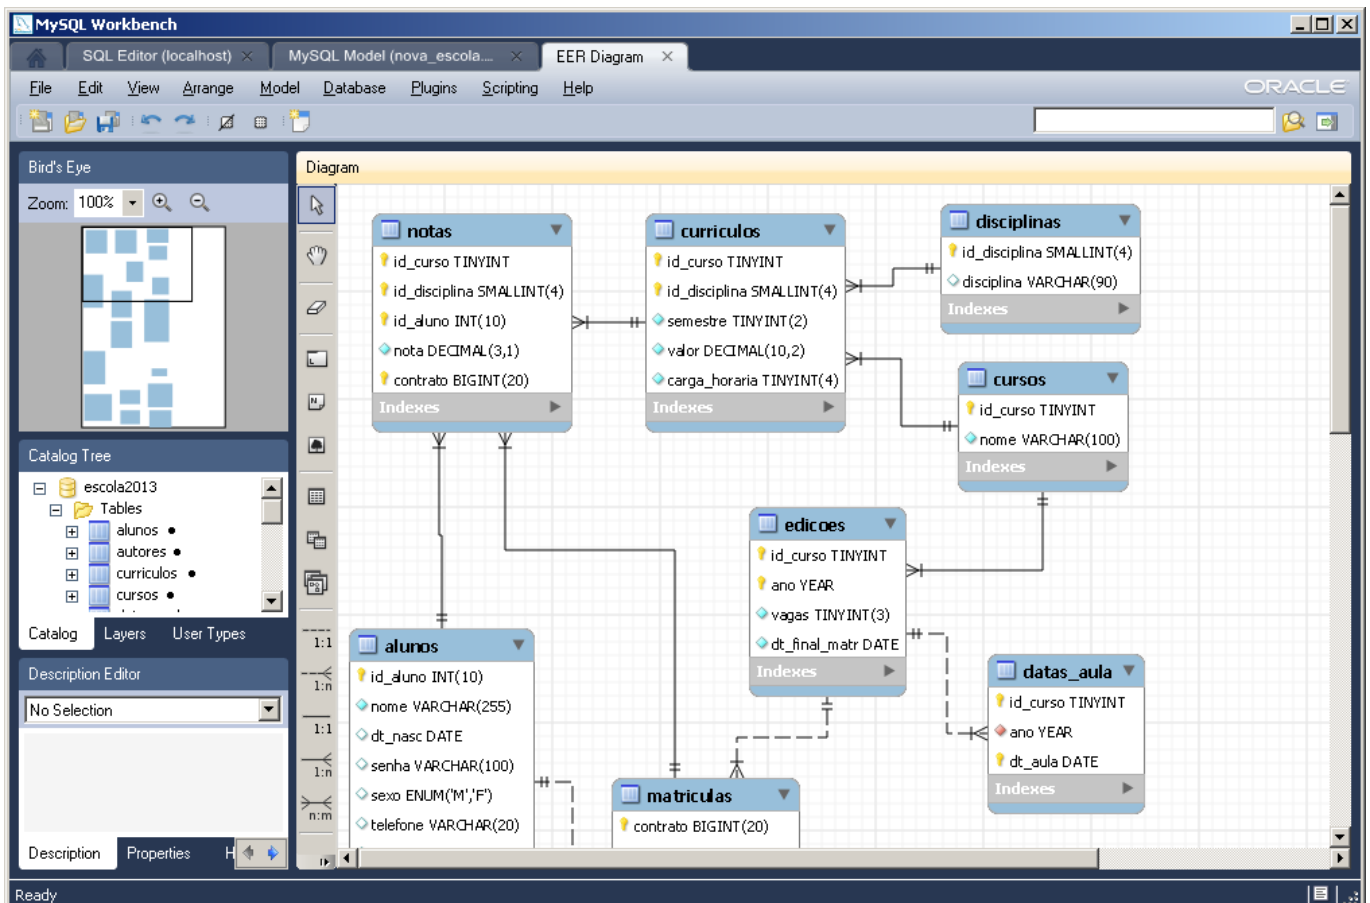 MySQL Workbench
SQL Editor (localhost)
MySQL Model (nova_escola....
EER Diagram
File Edit View Arrange Model Database Plugins Scripting Help
ORACLE
Bird's Eye
Zoom: 100%
Catalog Tree
escola2013
Tables
alunos
autores
curriculos
cursos
Catalog Layers User Types
Description Editor
No Selection
Description Properties H
Ready
Diagram
1:1
1:n
1:1
1:n
n:m
notas
id_curso TINYINT
id_disciplina SMALLINT(4)
id_aluno INT(10)
nota DECIMAL(3,1)
contrato BIGINT(20)
Indexes
curriculos
id_curso TINYINT
id_disciplina SMALLINT(4)
semestre TINYINT(2)
valor DECIMAL(10,2)
carga_horaria TINYINT(4)
Indexes
disciplinas
id_disciplina SMALLINT(4)
disciplina VARCHAR(90)
Indexes
cursos
id_curso TINYINT
nome VARCHAR(100)
Indexes
edicoes
id_curso TINYINT
ano YEAR
vagas TINYINT(3)
dt_final_matr DATE
Indexes
datas_aula
id_curso TINYINT
ano YEAR
dt_aula DATE
Indexes
alunos
id_aluno INT(10)
nome VARCHAR(255)
dt_nasc DATE
senha VARCHAR(100)
sexo ENUM('M','F')
telefone VARCHAR(20)
matriculas
contrato BIGINT(20)